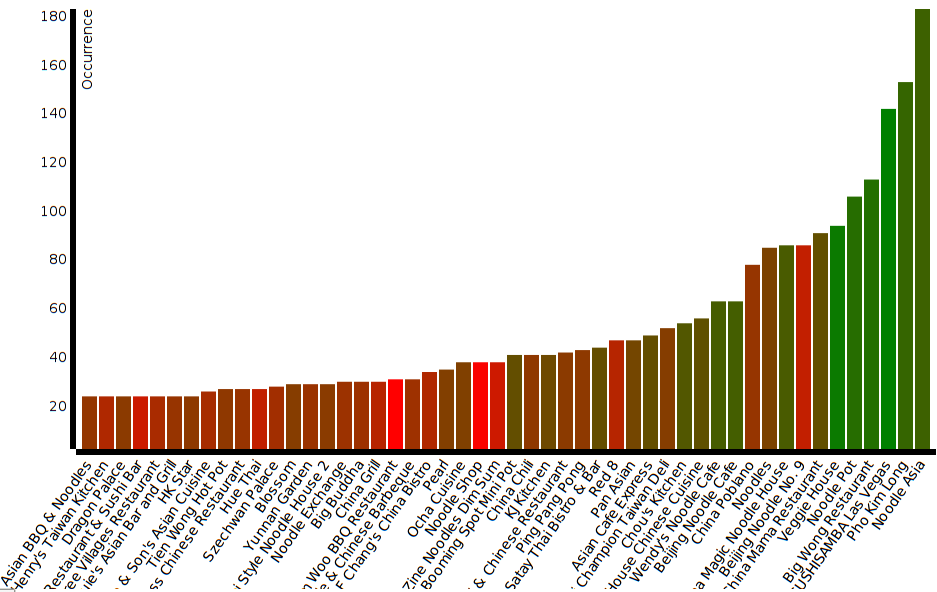 180
160
140
120
100
80
60
40
20
Occurrence
Asian BBQ & Noodles
Henry's Taiwan Kitchen
Dragon Palace
Restaurant & Sushi Bar
ree Villages Restaurant
lie's Asian Bar and Grill
HK Star
& Son's Asian Cuisine
Tien Wong Hot Pot
ss Chinese Restaurant
Hue Thai
Szechwan Palace
Blossom
Yunnan Garden
i Style Noodle House 2
Noodle Exchange
Big Buddha
China Grill
n Woo BBQ Restaurant
e & Chinese Barbeque
F Chang's China Bistro
Pearl
Ocha Cuisine
Noodle Shop
Zine Noodles Dim Sum
Booming Spot Mini Pot
China Chili
KJ Kitchen
& Chinese Restaurant
Ping Pang Pong
Satay Thai Bistro & Bar
Red 8
Pan Asian
Asian Cafe Express
Taiwan Deli
Champion Chou's Kitchen
House Chinese Cuisine
Wendy's Noodle Cafe
Beijing Noodle Cafe
China Poblano
Noodles
a Magic Noodle House
Beijing Noodle No. 9
China Mama Restaurant
Veggie House
Noodle Pot
Big Wong Restaurant
SUSHISAMBA Las Vegas
Pho Kim Long
Noodle Asia